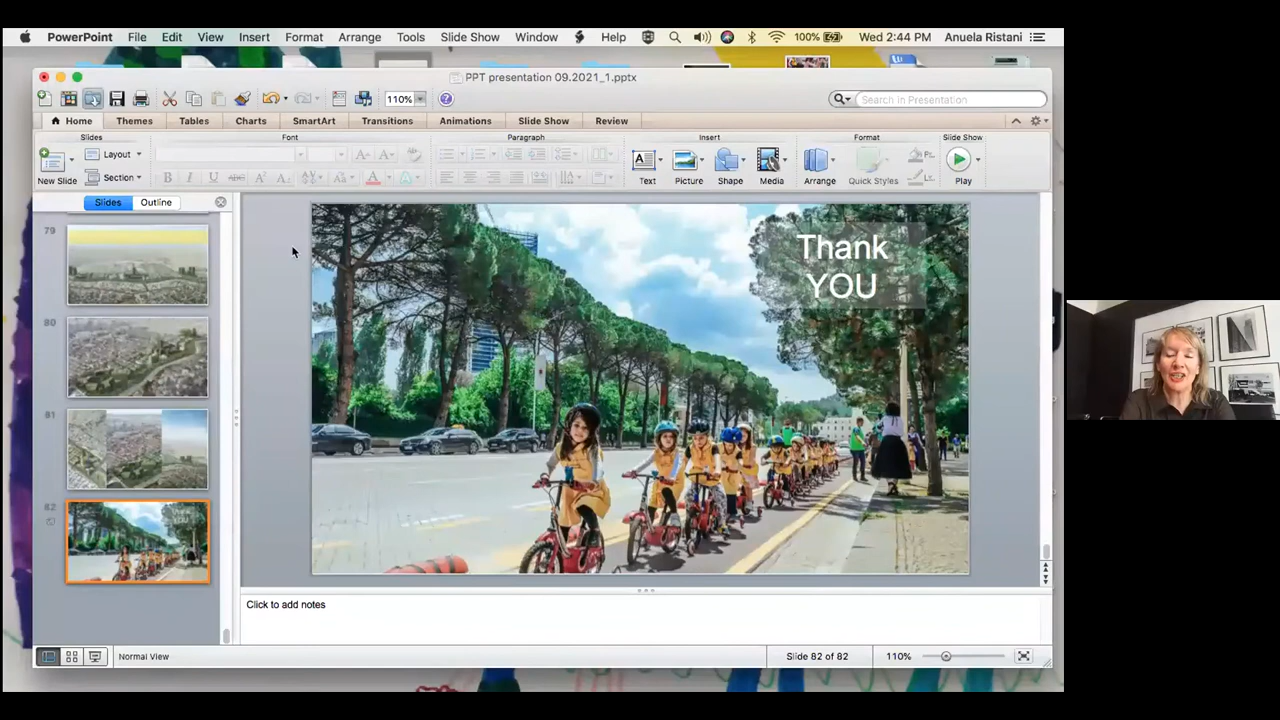 PowerPoint File Edit View Insert Format Arrange Tools Slide Show Window Help 100% Wed 2:44 PM Anuela Ristani
PPT presentation 09.2021_1.pptx
110% Search in Presentation
Home Themes Tables Charts SmartArt Transitions Animations Slide Show Review
Slides Font Paragraph Insert Format Slide Show
Layout
New Slide Section Text Picture Shape Media Arrange Quick Styles Play
Slides Outline
79
80
81
82
Thank
YOU
Click to add notes
Normal View Slide 82 of 82 110%